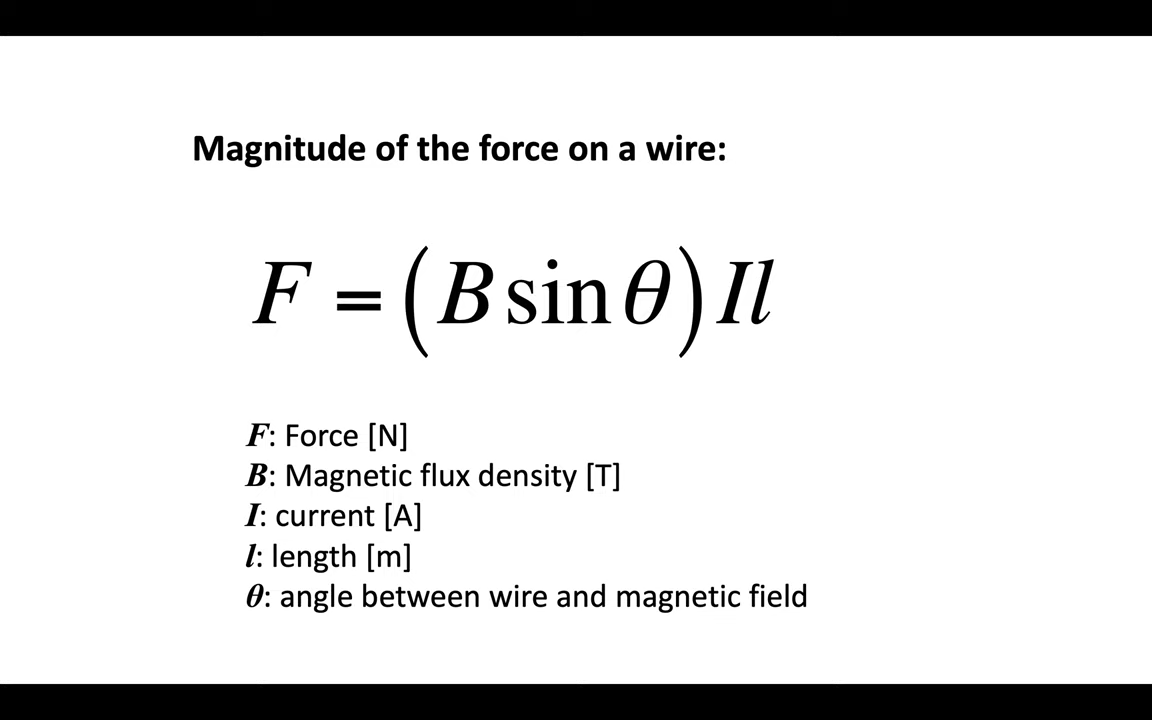 Magnitude of the force on a wire:
F = (B sin θ) Il
F: Force [N]
B: Magnetic flux density [T]
I: current [A]
l: length [m]
θ: angle between wire and magnetic field